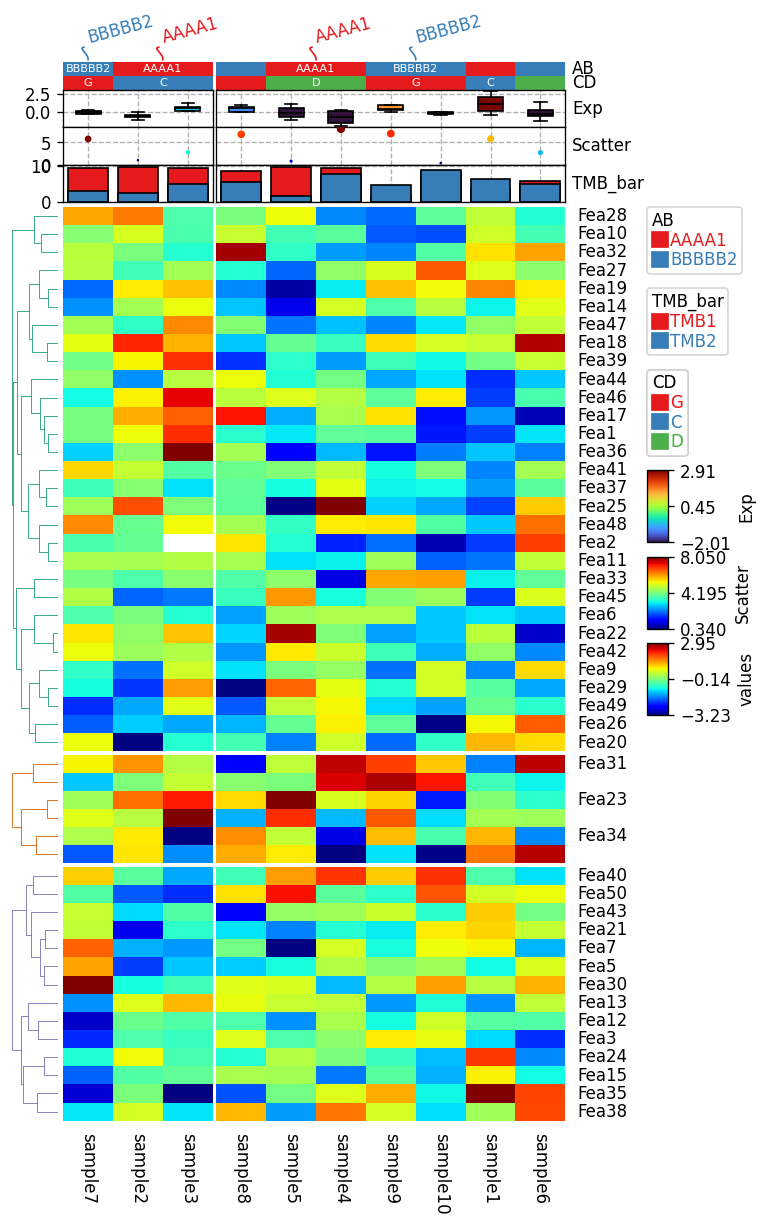 BBBBB2 AAAA1 AAAA1 BBBBB2
BBBBB2 AAAA1 AAAA1 BBBBB2 AB
G C D G C CD
2.5
0.0
Exp
5
0
Scatter
10
0
TMB_bar
Fea28
Fea10
Fea32
Fea27
Fea19
Fea14
Fea47
Fea18
Fea39
Fea44
Fea46
Fea17
Fea1
Fea36
Fea41
Fea37
Fea25
Fea48
Fea2
Fea11
Fea33
Fea45
Fea6
Fea22
Fea42
Fea9
Fea29
Fea49
Fea26
Fea20
Fea31
Fea23
Fea34
Fea40
Fea50
Fea43
Fea21
Fea7
Fea5
Fea30
Fea13
Fea12
Fea3
Fea24
Fea15
Fea35
Fea38
sample7 sample2 sample3 sample8 sample5 sample4 sample9 sample10 sample1 sample6
AB
AAAA1
BBBBB2
TMB_bar
TMB1
TMB2
CD
G
C
D
2.91
0.45
−2.01
Exp
8.050
4.195
0.340
Scatter
2.95
−0.14
−3.23
values